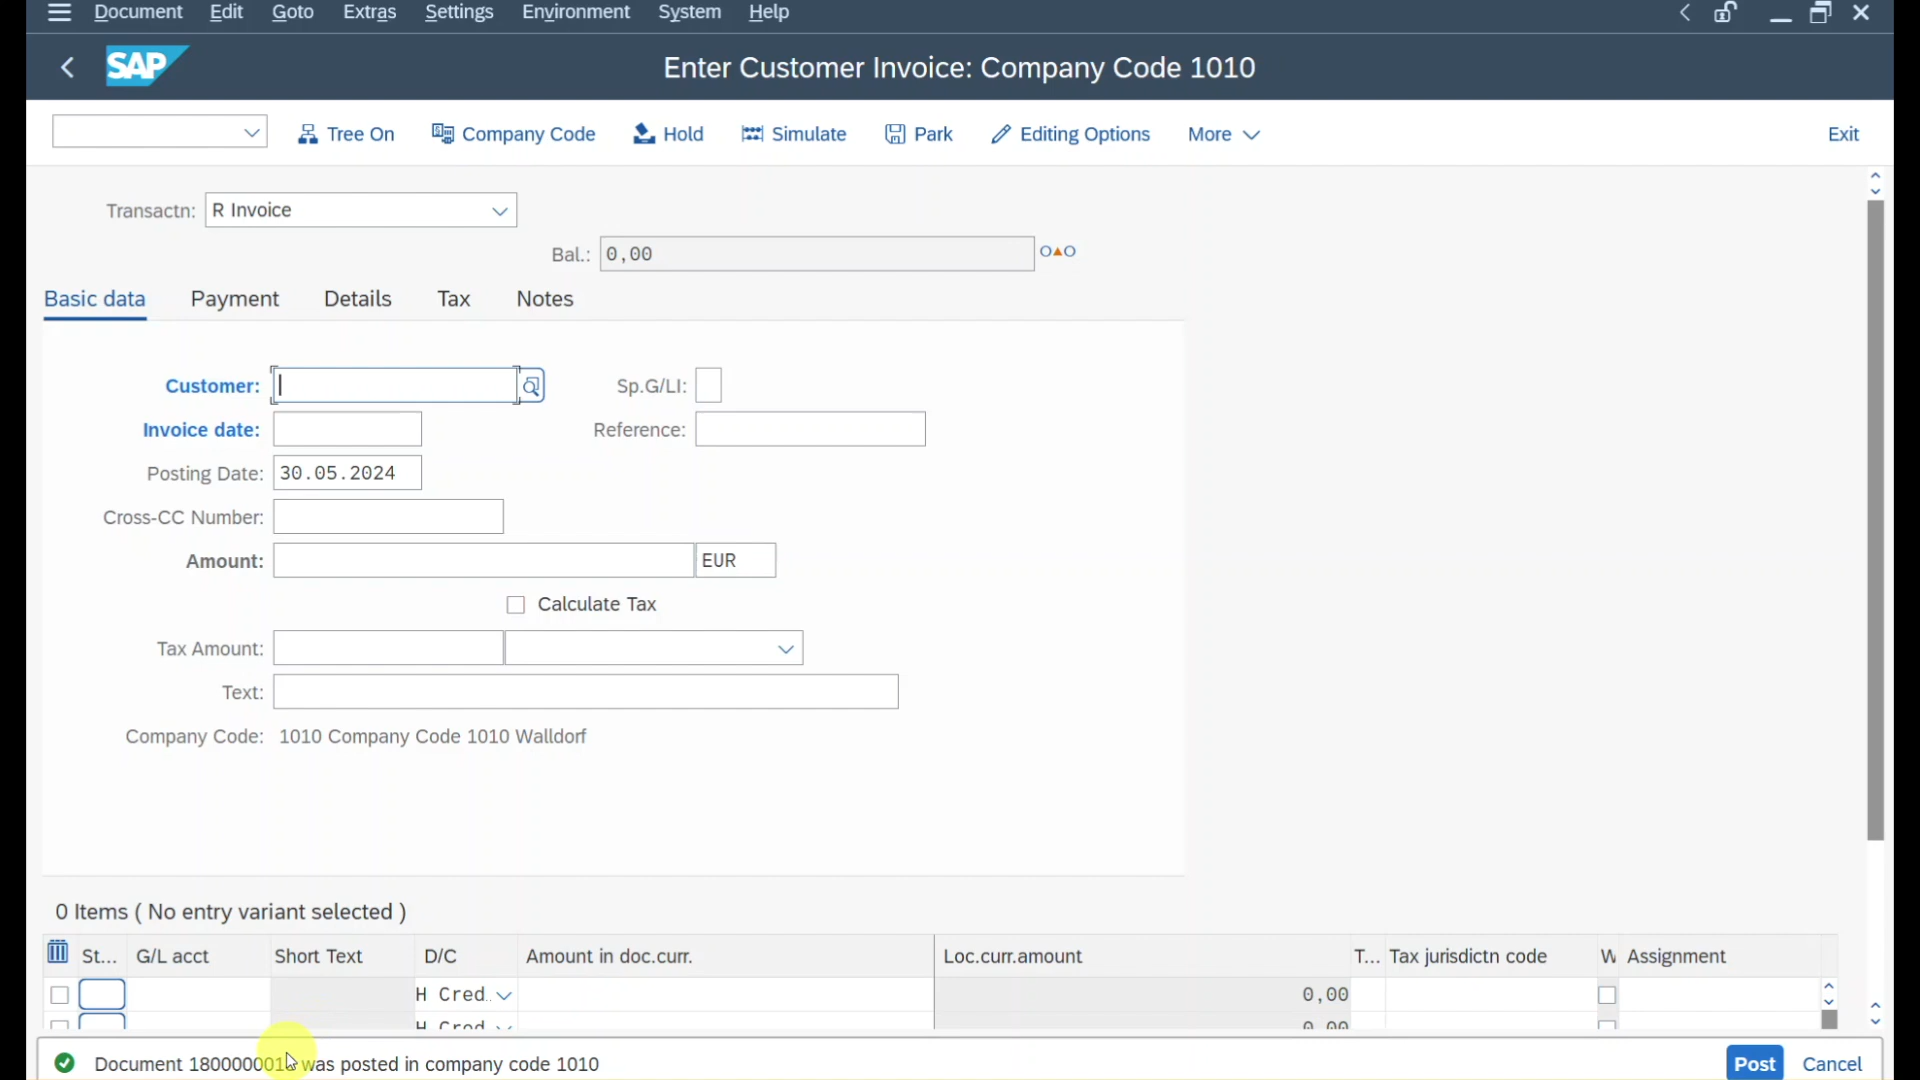 Document Edit Goto Extras Settings Environment System Help
SAP Enter Customer Invoice: Company Code 1010
Tree On Company Code Hold Simulate Park Editing Options More Exit
Transactn: R Invoice
Bal.: 0,00
Basic data Payment Details Tax Notes
Customer: Sp.G/LI:
Invoice date: Reference:
Posting Date: 30.05.2024
Cross-CC Number:
Amount: EUR
Calculate Tax
Tax Amount:
Text:
Company Code: 1010 Company Code 1010 Walldorf
0 Items ( No entry variant selected )
St... G/L acct Short Text D/C Amount in doc.curr. Loc.curr.amount T... Tax jurisdictn code W Assignment
H Cred.. 0,00
H Cred.. 0,00
Document was posted in company code 1010 Post Cancel